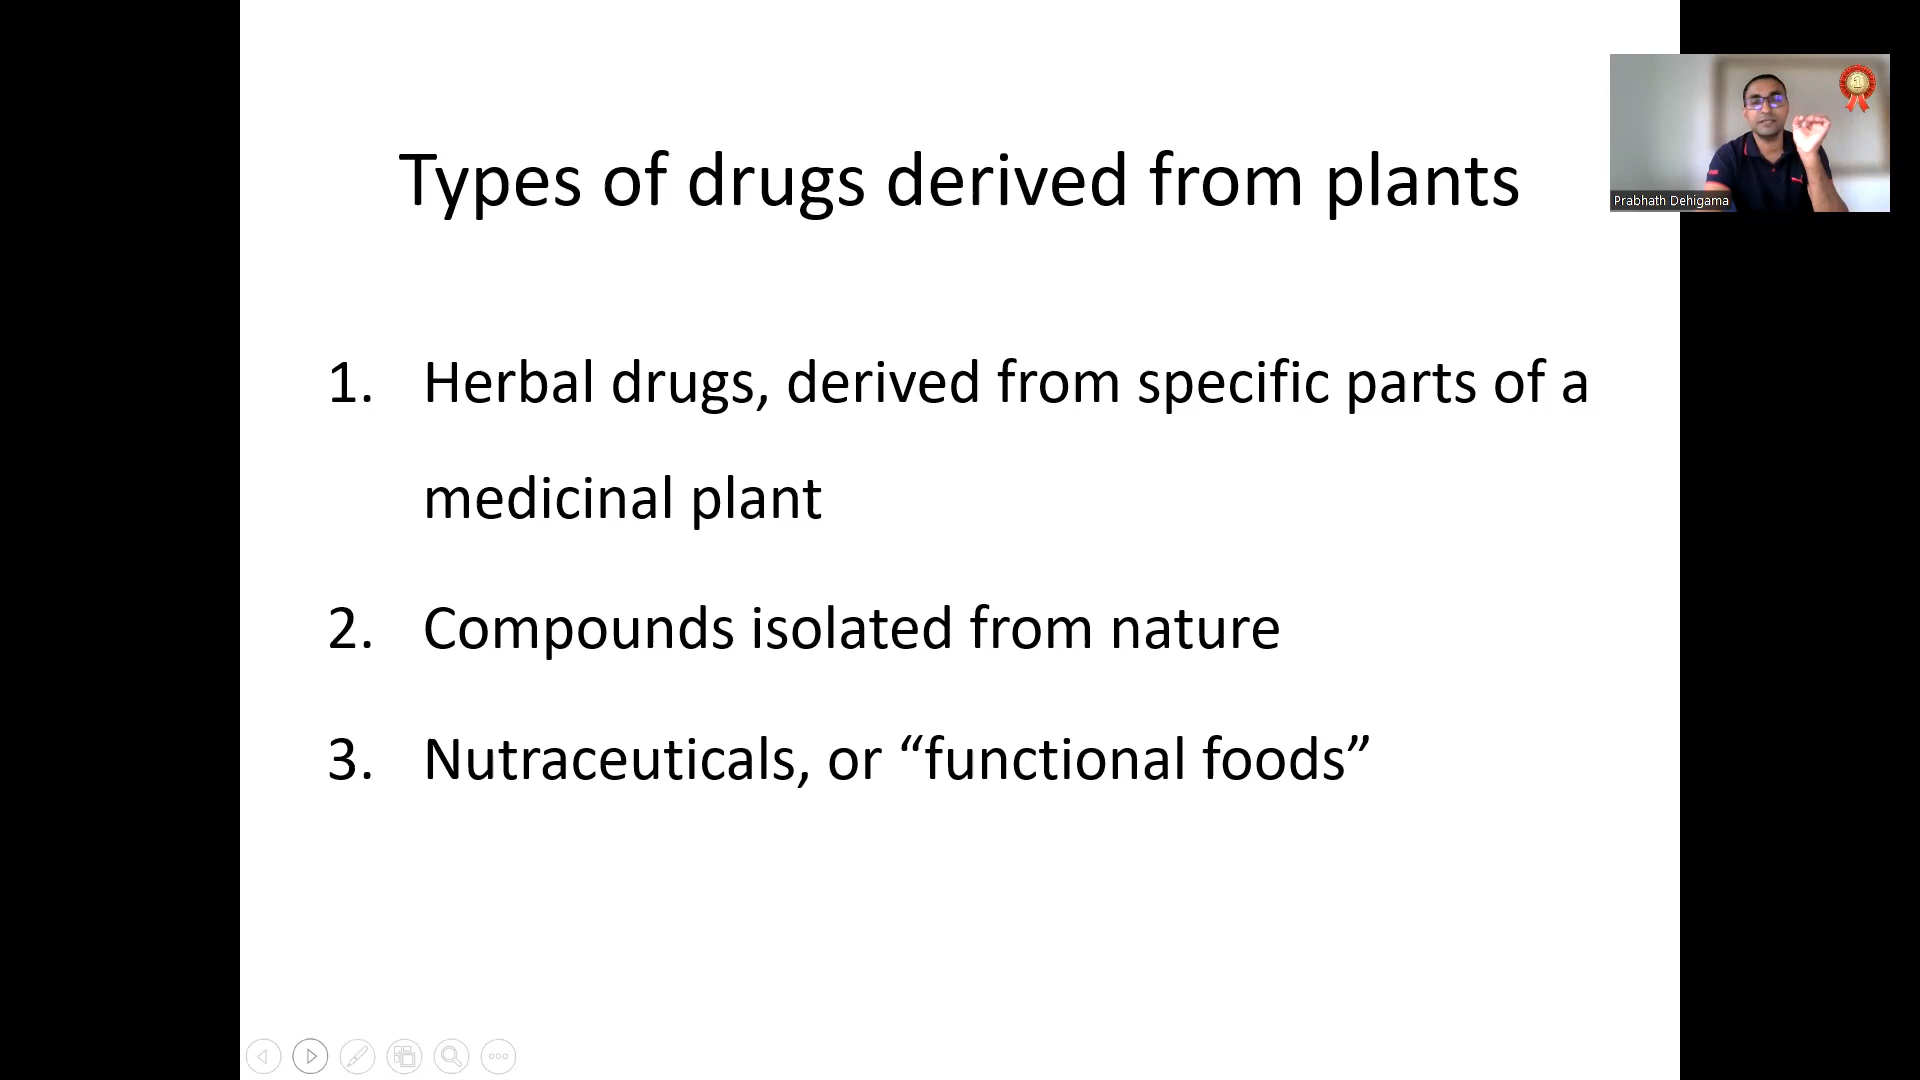 Types of drugs derived from plants
1. Herbal drugs, derived from specific parts of a
medicinal plant
2. Compounds isolated from nature
3. Nutraceuticals, or “functional foods”
1
Prabhath Dehigama